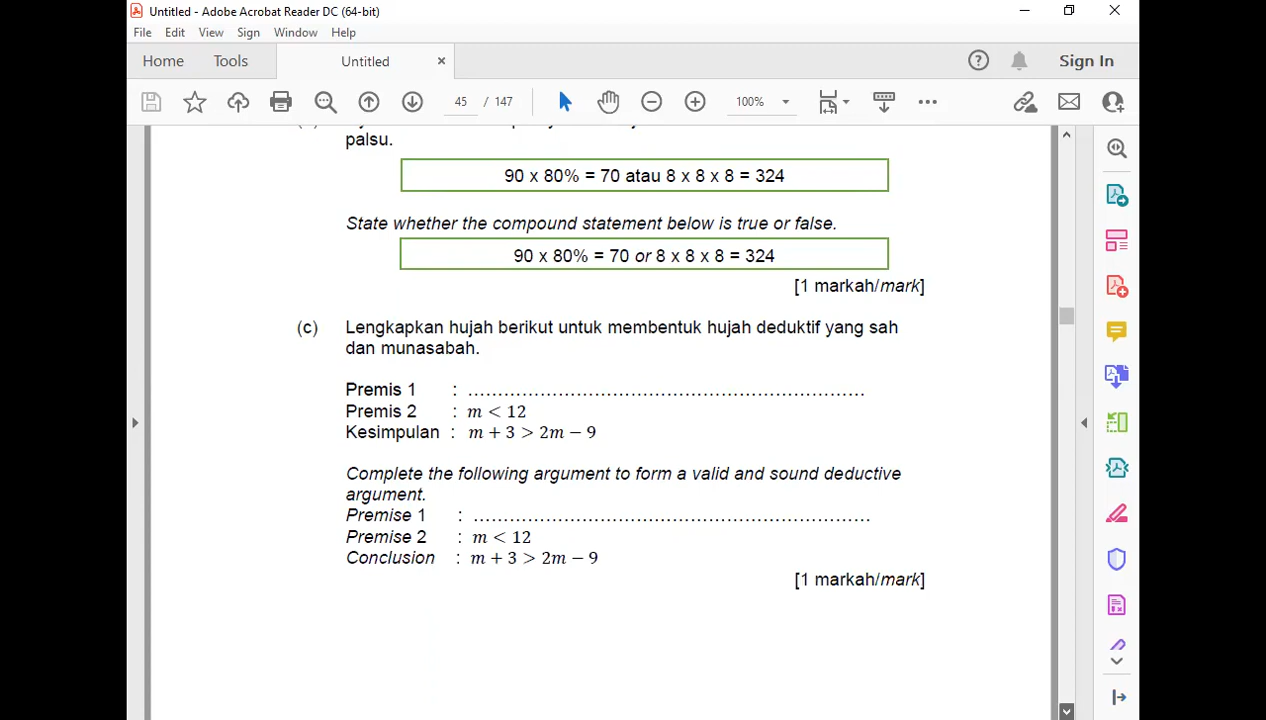 Untitled - Adobe Acrobat Reader DC (64-bit)
File Edit View Sign Window Help
Home Tools Untitled × Sign In
45 / 147 100%
palsu.
90 x 80% = 70 atau 8 x 8 x 8 = 324
State whether the compound statement below is true or false.
90 x 80% = 70 or 8 x 8 x 8 = 324
[1 markah/mark]
(c) Lengkapkan hujah berikut untuk membentuk hujah deduktif yang sah
dan munasabah.
Premis 1 : ..................................................................
Premis 2 : m < 12
Kesimpulan : m + 3 > 2m − 9
Complete the following argument to form a valid and sound deductive
argument.
Premise 1 : ..................................................................
Premise 2 : m < 12
Conclusion : m + 3 > 2m − 9
[1 markah/mark]